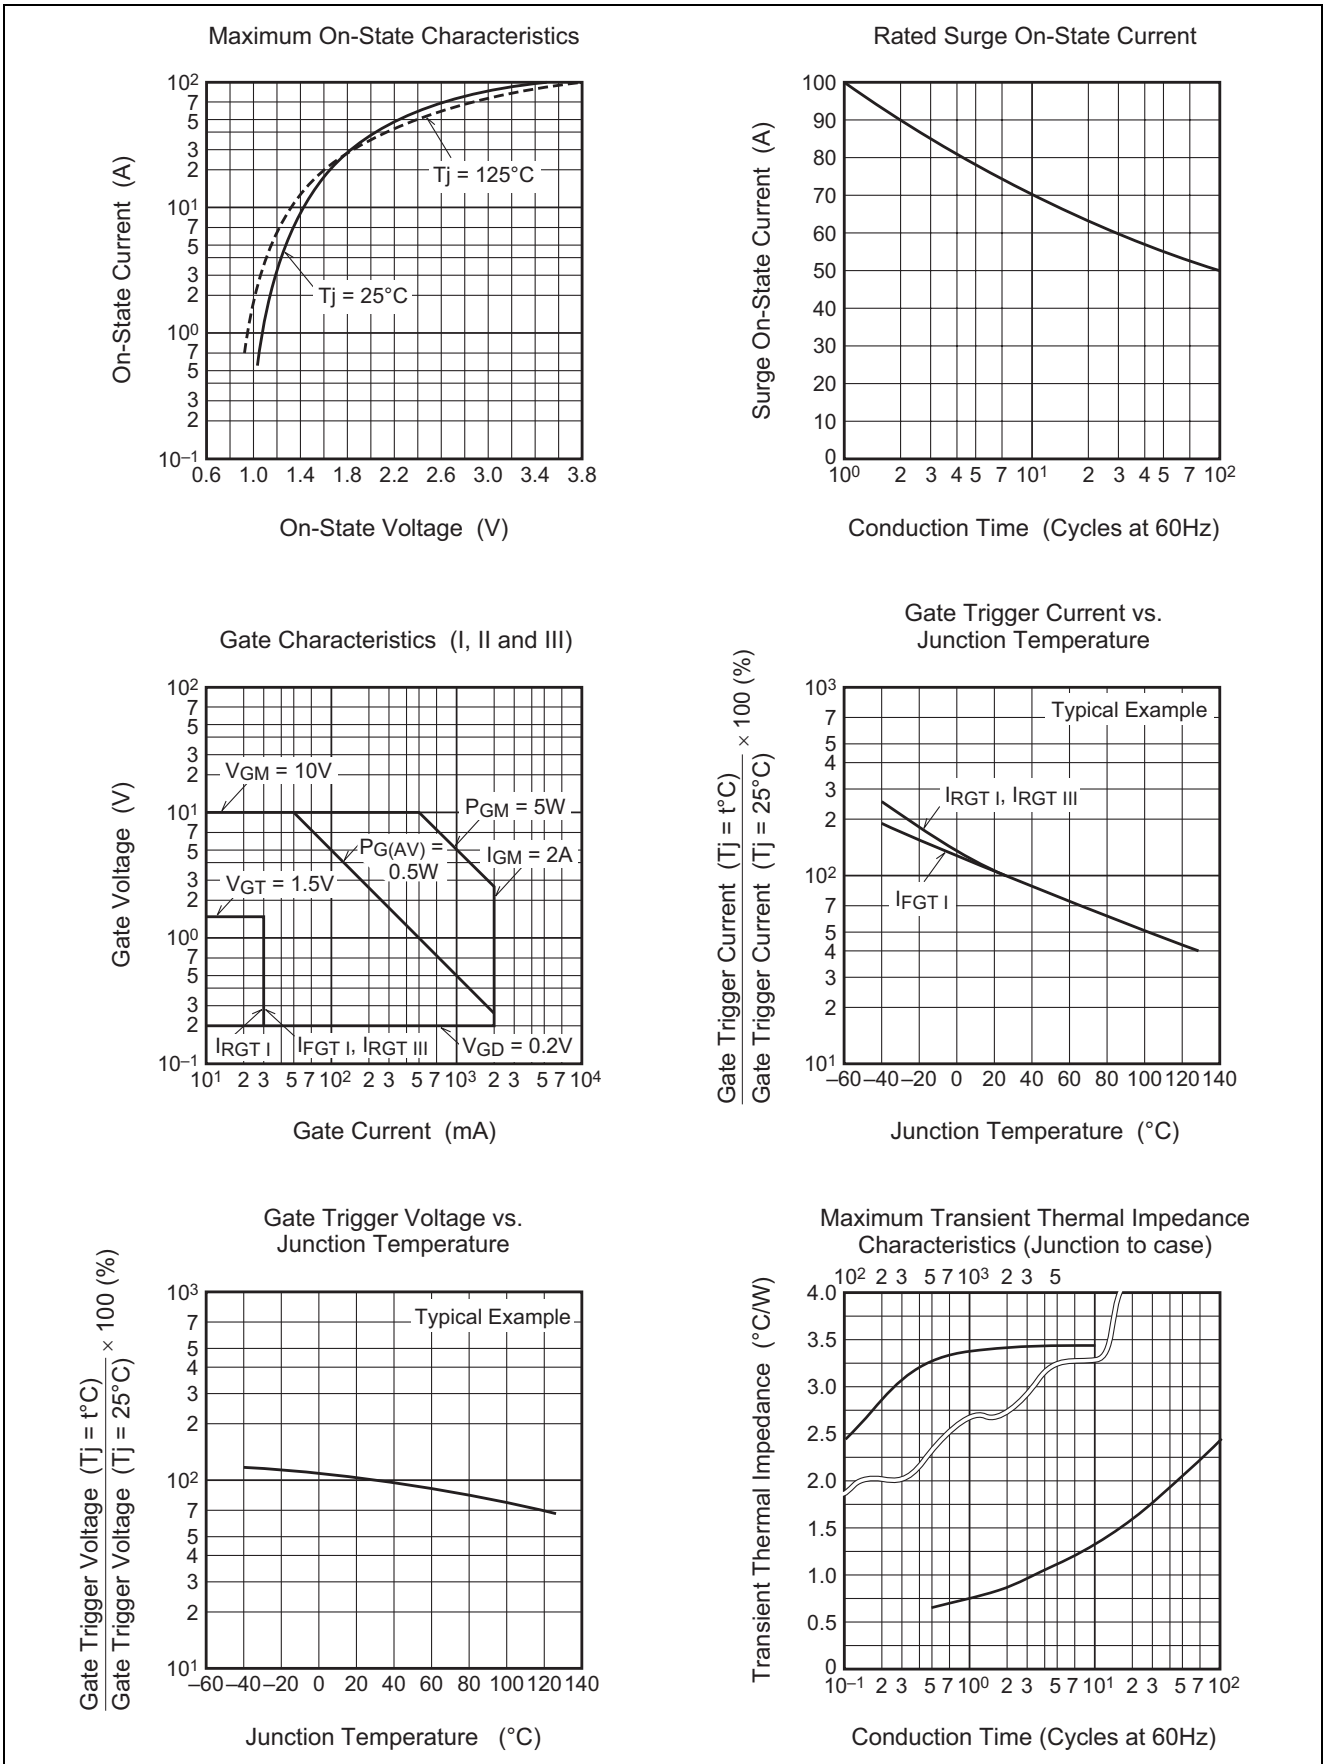 Maximum On-State Characteristics
On-State Current (A)
10² 7 5 3 2 10¹ 7 5 3 2 10⁰ 7 5 3 2 10–1
Tj = 125°C
Tj = 25°C
0.6 1.0 1.4 1.8 2.2 2.6 3.0 3.4 3.8
On-State Voltage (V)
Rated Surge On-State Current
Surge On-State Current (A)
100
90
80
70
60
50
40
30
20
10
0
10⁰ 2 3 4 5 7 10¹ 2 3 4 5 7 10²
Conduction Time (Cycles at 60Hz)
Gate Characteristics (I, II and III)
Gate Voltage (V)
10² 7 5 3 2 10¹ 7 5 3 2 10⁰ 7 5 3 2 10–1
VGM = 10V
PGM = 5W
PG(AV) =
0.5W
IGM = 2A
VGT = 1.5V
IRGT I
IFGT I, IRGT III
VGD = 0.2V
10¹ 2 3 5 7 10² 2 3 5 7 10³ 2 3 5 7 10⁴
Gate Current (mA)
Gate Trigger Current vs.
Junction Temperature
Gate Trigger Current (Tj = t°C)
Gate Trigger Current (Tj = 25°C)
× 100 (%)
10³ 7 5 4 3 2 10² 7 5 4 3 2 10¹
Typical Example
IRGT I, IRGT III
IFGT I
–60 –40 –20 0 20 40 60 80 100 120 140
Junction Temperature (°C)
Gate Trigger Voltage vs.
Junction Temperature
Gate Trigger Voltage (Tj = t°C)
Gate Trigger Voltage (Tj = 25°C)
× 100 (%)
10³ 7 5 4 3 2 10² 7 5 4 3 2 10¹
Typical Example
–60 –40 –20 0 20 40 60 80 100 120 140
Junction Temperature (°C)
Maximum Transient Thermal Impedance
Characteristics (Junction to case)
10² 2 3 5 7 10³ 2 3 5
Transient Thermal Impedance (°C/W)
4.0
3.5
3.0
2.5
2.0
1.5
1.0
0.5
0
10–1 2 3 5 7 10⁰ 2 3 5 7 10¹ 2 3 5 7 10²
Conduction Time (Cycles at 60Hz)